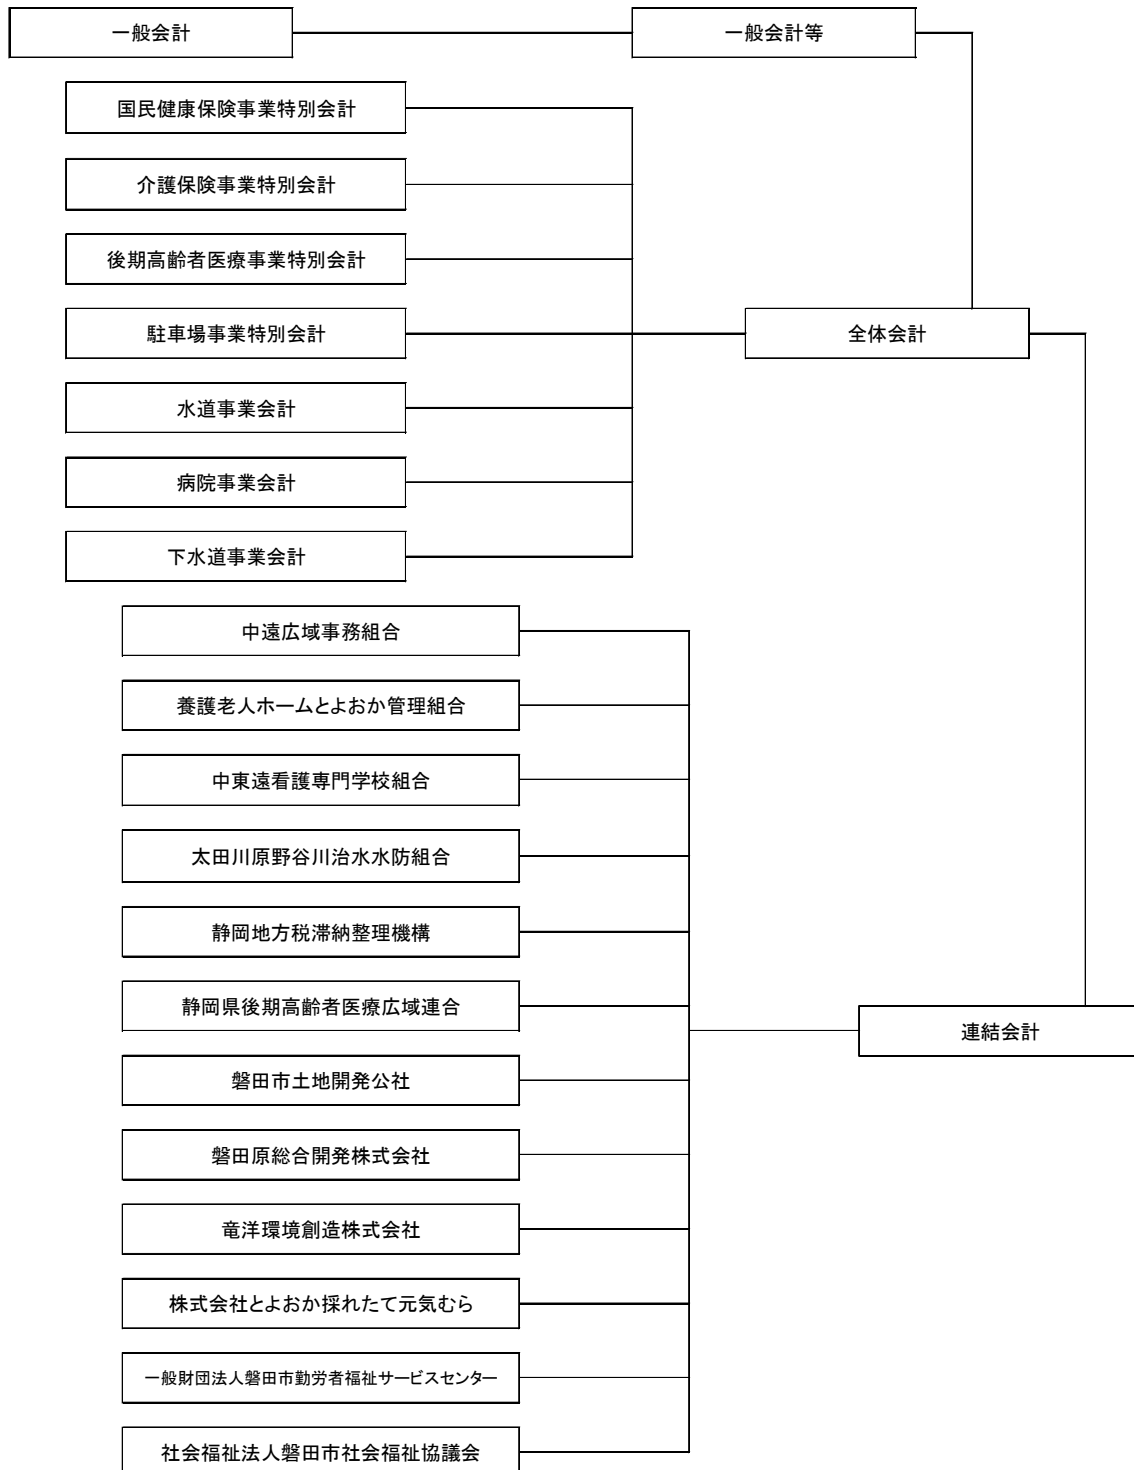 一般会計
一般会計等
国民健康保険事業特別会計
介護保険事業特別会計
後期高齢者医療事業特別会計
駐車場事業特別会計
全体会計
水道事業会計
病院事業会計
下水道事業会計
中遠広域事務組合
養護老人ホームとよおか管理組合
中東遠看護専門学校組合
太田川原野谷川治水水防組合
静岡地方税滞納整理機構
静岡県後期高齢者医療広域連合
連結会計
磐田市土地開発公社
磐田原総合開発株式会社
竜洋環境創造株式会社
株式会社とよおか採れたて元気むら
一般財団法人磐田市勤労者福祉サービスセンター
社会福祉法人磐田市社会福祉協議会